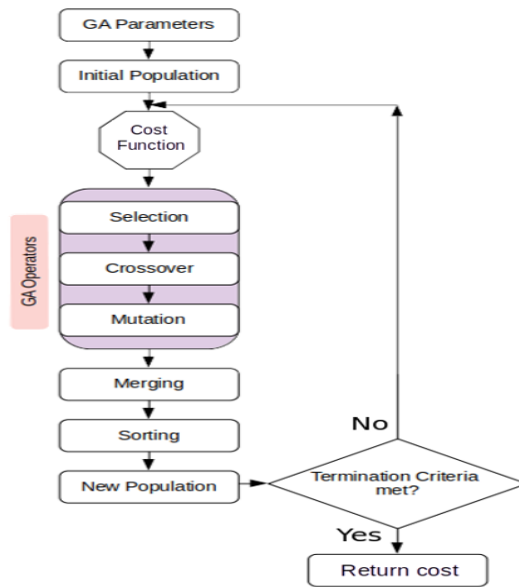 GA Parameters
Initial Population
Cost
Function
GA Operators
Selection
Crossover
Mutation
Merging
Sorting
New Population
No
Termination Criteria
met?
Yes
Return cost